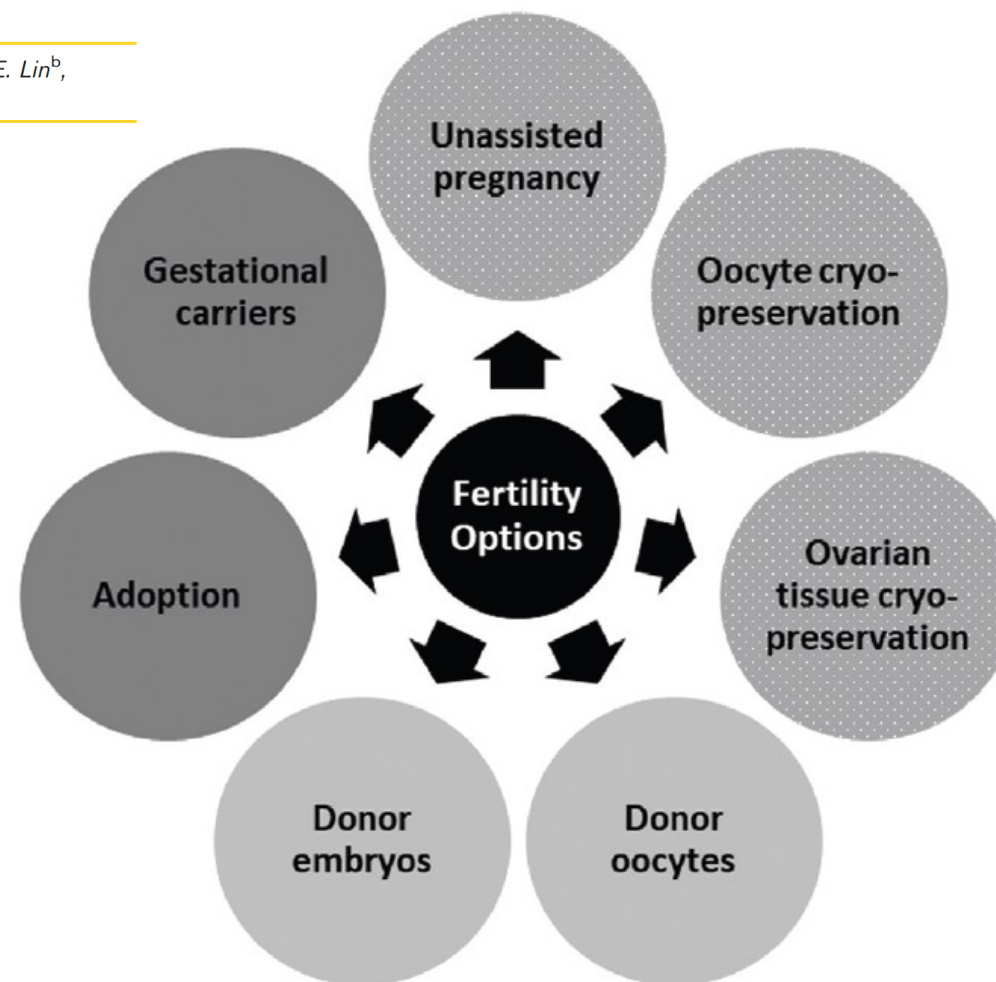 E. Lin^b,
Unassisted
pregnancy
Oocyte cryo-
preservation
Ovarian
tissue cryo-
preservation
Donor
oocytes
Donor
embryos
Adoption
Gestational
carriers
Fertility
Options